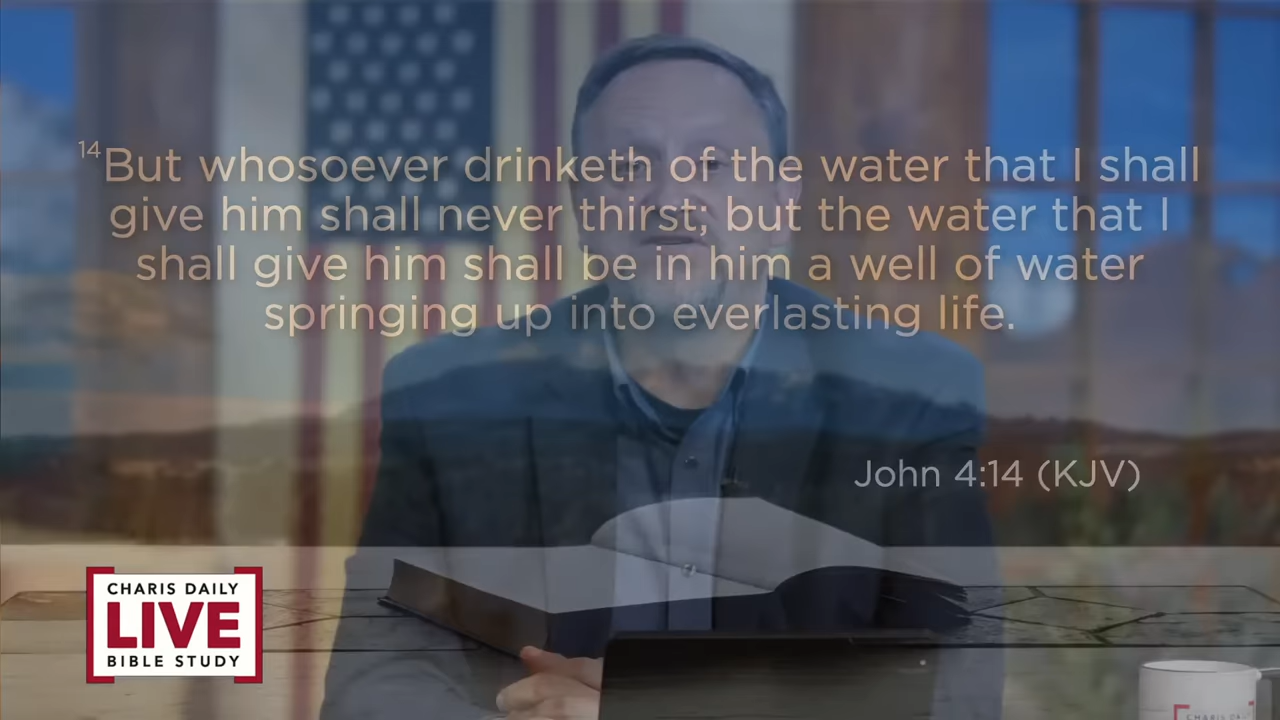 14But whosoever drinketh of the water that I shall
give him shall never thirst; but the water that I
shall give him shall be in him a well of water
springing up into everlasting life.
John 4:14 (KJV)
CHARIS DAILY
LIVE
BIBLE STUDY
CHARIS DAILY